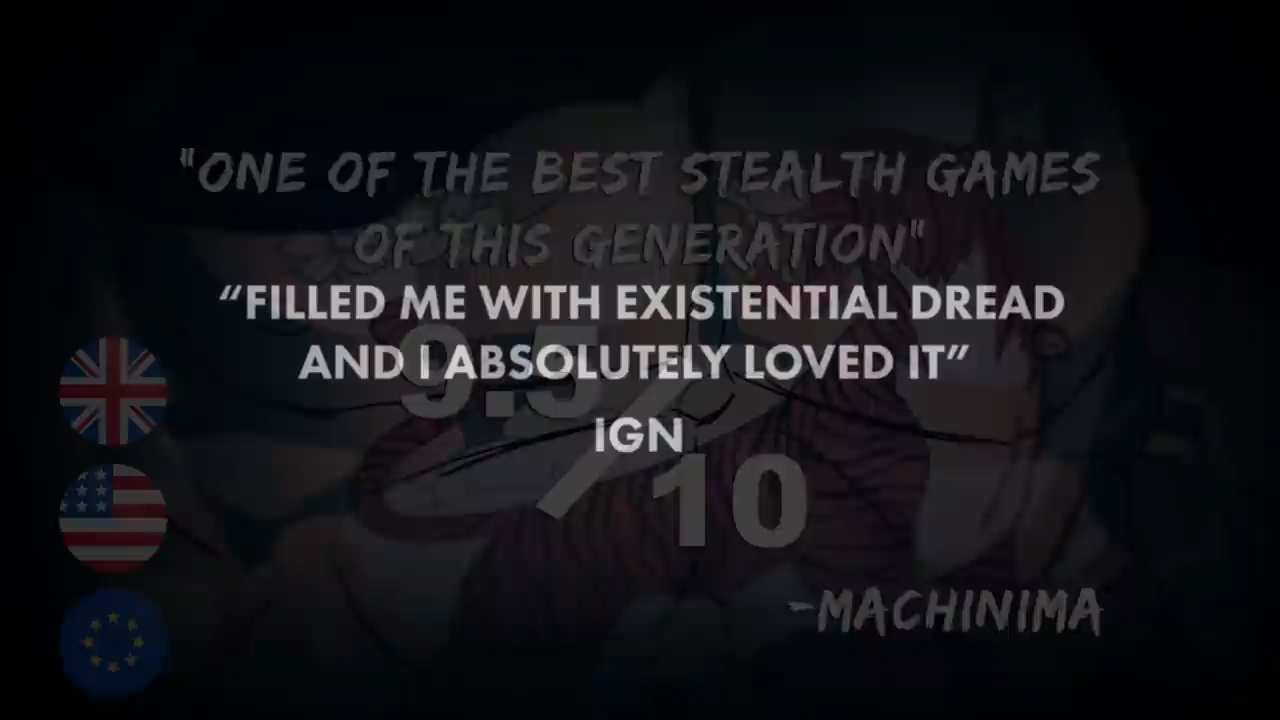 "ONE OF THE BEST STEALTH GAMES
OF THIS GENERATION"
“FILLED ME WITH EXISTENTIAL DREAD
AND I ABSOLUTELY LOVED IT”
9.5/10
IGN
-MACHINIMA